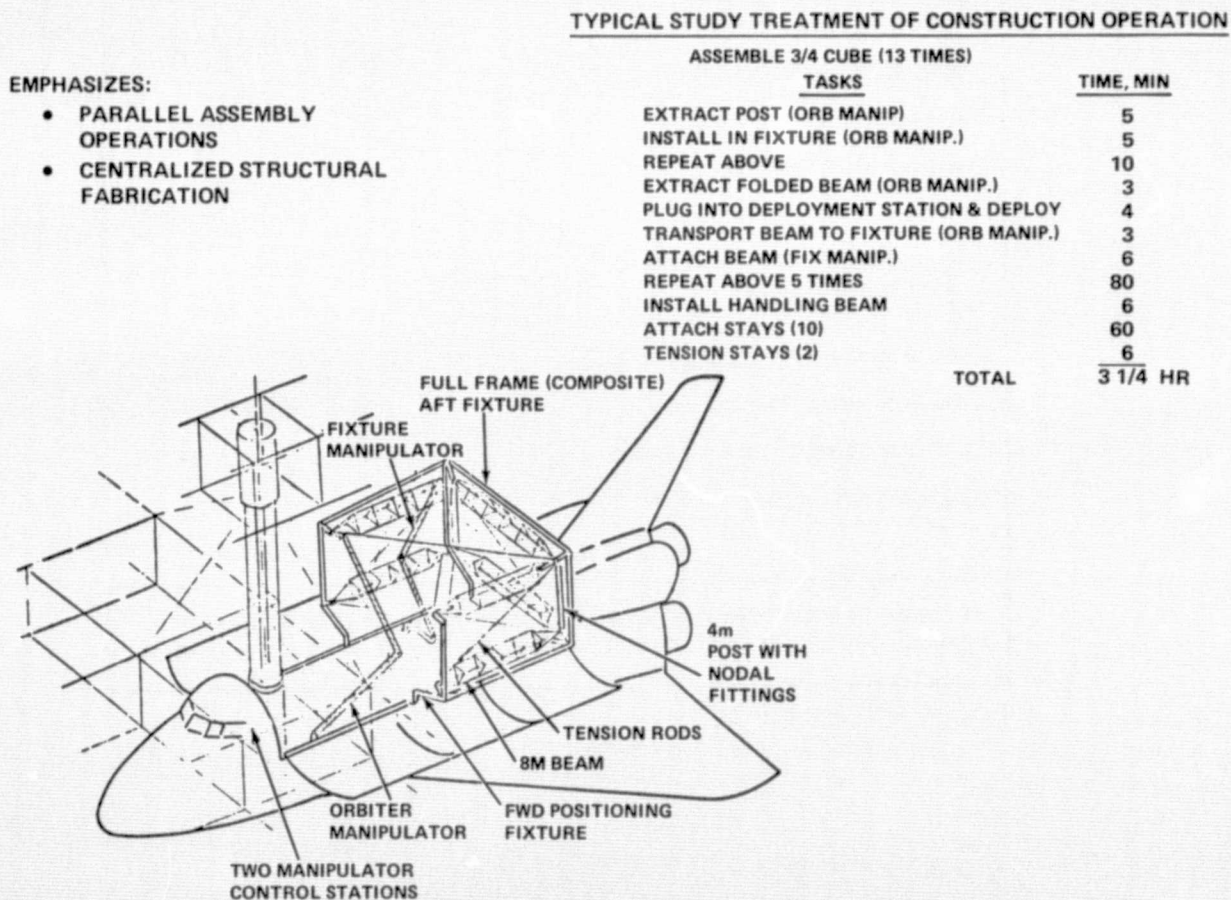 TYPICAL STUDY TREATMENT OF CONSTRUCTION OPERATION
EMPHASIZES:
• PARALLEL ASSEMBLY
OPERATIONS
• CENTRALIZED STRUCTURAL
FABRICATION
ASSEMBLE 3/4 CUBE (13 TIMES)
TASKS TIME, MIN
EXTRACT POST (ORB MANIP) 5
INSTALL IN FIXTURE (ORB MANIP.) 5
REPEAT ABOVE 10
EXTRACT FOLDED BEAM (ORB MANIP.) 3
PLUG INTO DEPLOYMENT STATION & DEPLOY 4
TRANSPORT BEAM TO FIXTURE (ORB MANIP.) 3
ATTACH BEAM (FIX MANIP.) 6
REPEAT ABOVE 5 TIMES 80
INSTALL HANDLING BEAM 6
ATTACH STAYS (10) 60
TENSION STAYS (2) 6
TOTAL 3 1/4 HR
FULL FRAME (COMPOSITE)
AFT FIXTURE
FIXTURE
MANIPULATOR
4m
POST WITH
NODAL
FITTINGS
TENSION RODS
8M BEAM
FWD POSITIONING
FIXTURE
ORBITER
MANIPULATOR
TWO MANIPULATOR
CONTROL STATIONS